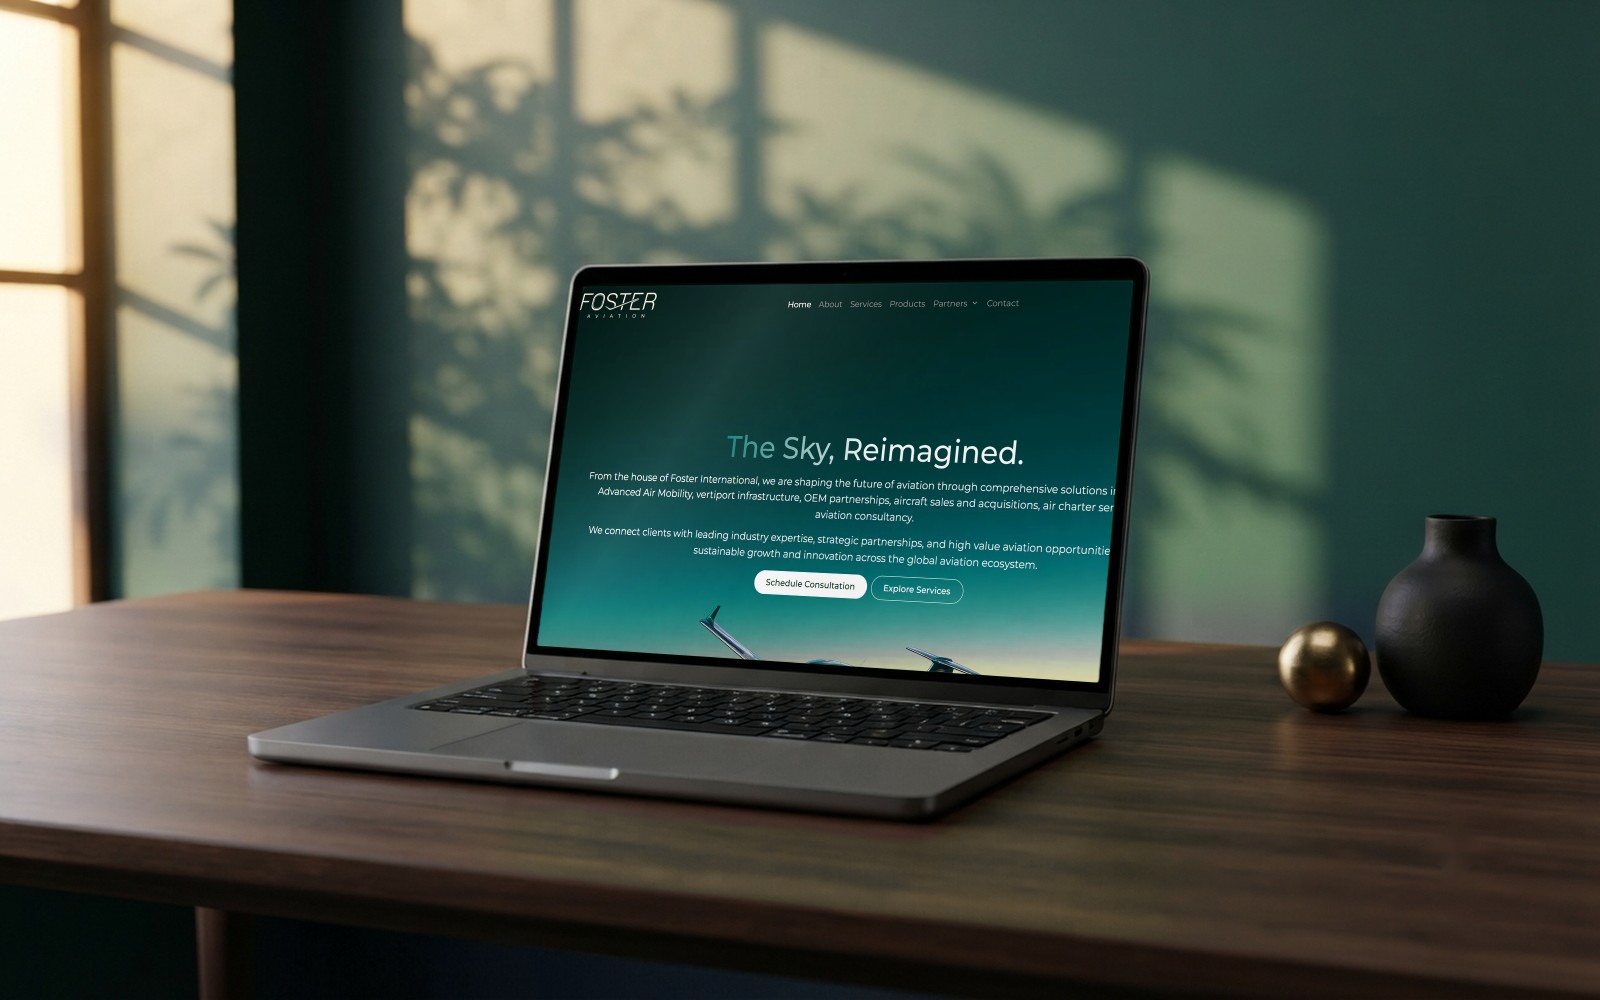 FOSTER
AVIATION
Home About Services Products Partners Contact
The Sky, Reimagined.
From the house of Foster International, we are shaping the future of aviation through comprehensive solutions
Advanced Air Mobility, vertiport infrastructure, OEM partnerships, aircraft sales and acquisitions, air charter
aviation consultancy.
We connect clients with leading industry expertise, strategic partnerships, and high value aviation
sustainable growth and innovation across the global aviation ecosystem.
Schedule Consultation Explore Services